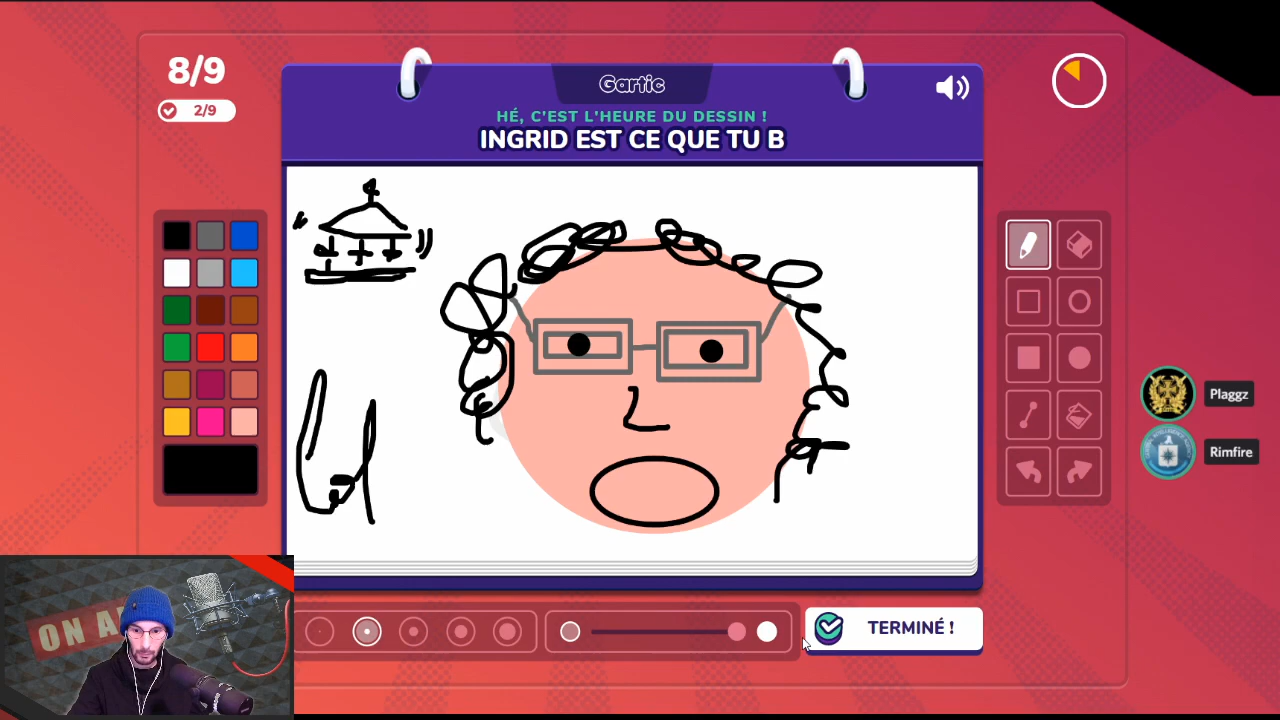 8/9
2/9
Gartic
HÉ, C'EST L'HEURE DU DESSIN !
INGRID EST CE QUE TU B
Plaggz
Rimfire
TERMINÉ !
ON A